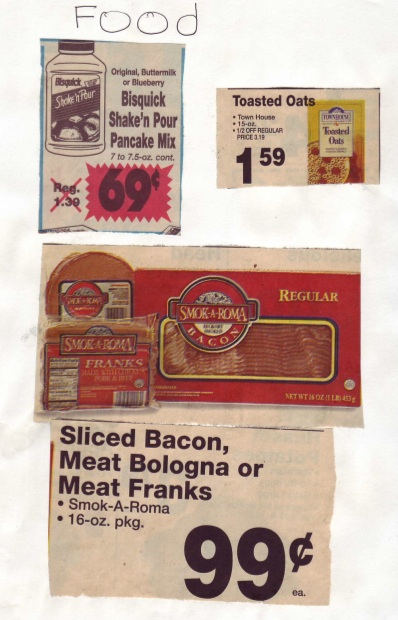 Food
Original, Buttermilk
or Blueberry
Bisquick
Shake'n Pour
Pancake Mix
7 to 7.5-oz. cont.
Bisquick
Shake'n Pour
Reg.
1.39
69¢
Toasted Oats
• Town House
• 15-oz.
• 1/2 OFF REGULAR
PRICE 3.19
1 59
TOWN HOUSE
Toasted
Oats
REGULAR
SMOK-A-ROMA
BACON
SMOK-A-ROMA
SMOK-A-ROMA
FRANKS
NET WT 16 OZ (1 LB) 453g
Sliced Bacon,
Meat Bologna or
Meat Franks
• Smok-A-Roma
• 16-oz. pkg.
99¢
ea.